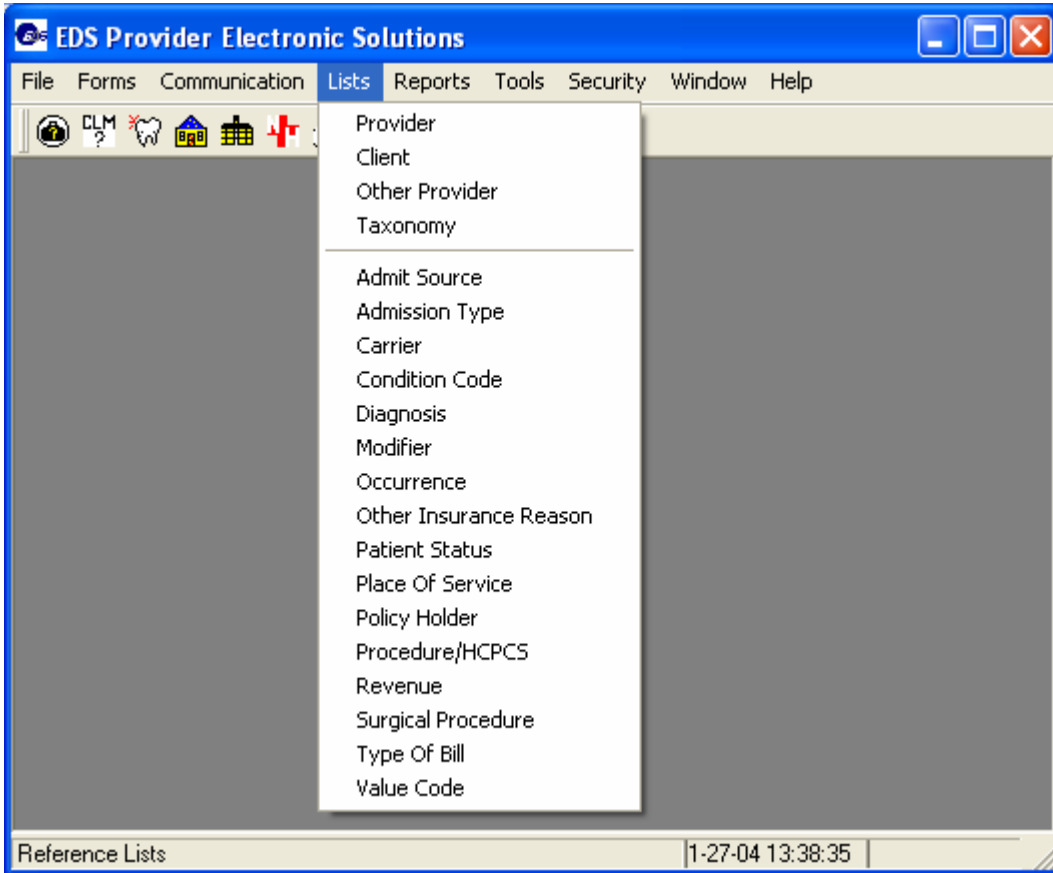 EDS Provider Electronic Solutions
File Forms Communication Lists Reports Tools Security Window Help
CLM
?
Provider
Client
Other Provider
Taxonomy
Admit Source
Admission Type
Carrier
Condition Code
Diagnosis
Modifier
Occurrence
Other Insurance Reason
Patient Status
Place Of Service
Policy Holder
Procedure/HCPCS
Revenue
Surgical Procedure
Type Of Bill
Value Code
Reference Lists 1-27-04 13:38:35